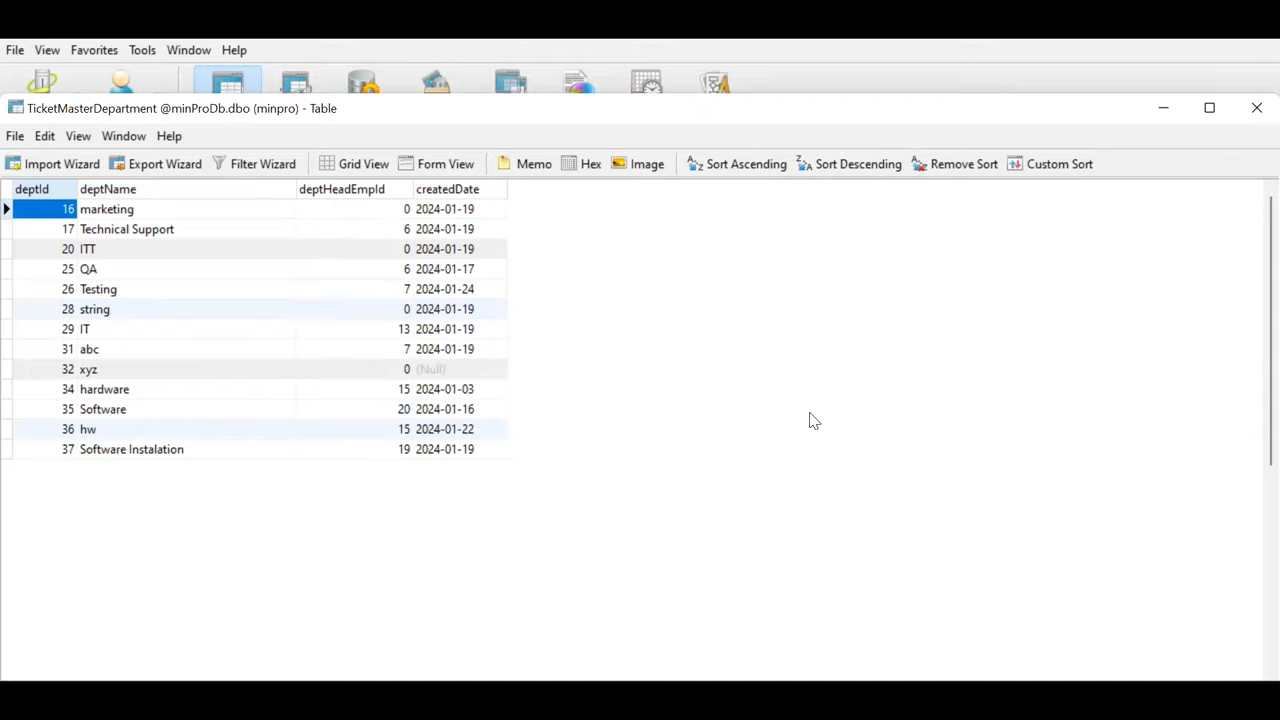 File View Favorites Tools Window Help
TicketMasterDepartment @minProDb.dbo (minpro) - Table
File Edit View Window Help
Import Wizard Export Wizard Filter Wizard Grid View Form View Memo Hex Image Sort Ascending Sort Descending Remove Sort Custom Sort
deptId deptName deptHeadEmpId createdDate
16 marketing 0 2024-01-19
17 Technical Support 6 2024-01-19
20 ITT 0 2024-01-19
25 QA 6 2024-01-17
26 Testing 7 2024-01-24
28 string 0 2024-01-19
29 IT 13 2024-01-19
31 abc 7 2024-01-19
32 xyz 0 (Null)
34 hardware 15 2024-01-03
35 Software 20 2024-01-16
36 hw 15 2024-01-22
37 Software Instalation 19 2024-01-19